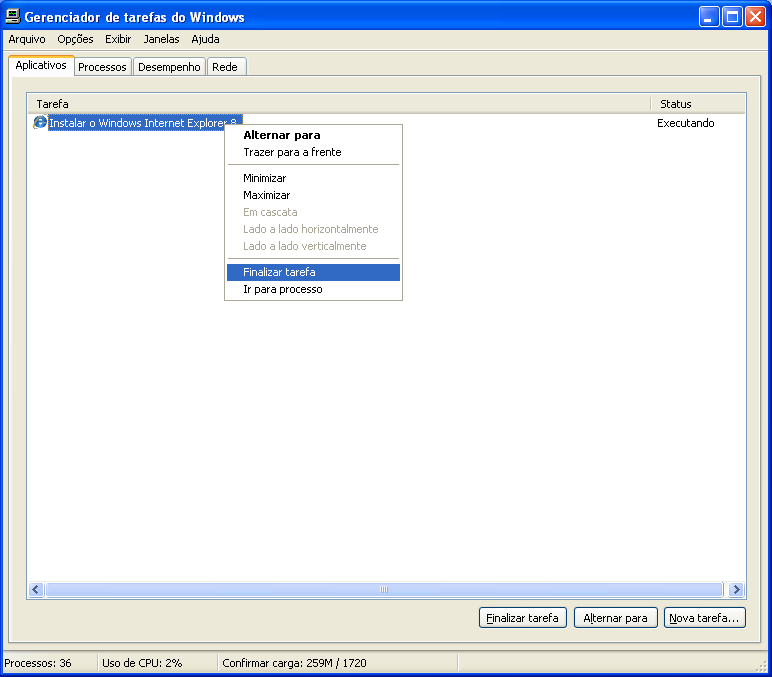 Gerenciador de tarefas do Windows
Arquivo Opções Exibir Janelas Ajuda
Aplicativos Processos Desempenho Rede
Tarefa Status
Instalar o Windows Internet Explorer 8 Executando
Alternar para
Trazer para a frente
Minimizar
Maximizar
Em cascata
Lado a lado horizontalmente
Lado a lado verticalmente
Finalizar tarefa
Ir para processo
Finalizar tarefa Alternar para Nova tarefa...
Processos: 36 Uso de CPU: 2% Confirmar carga: 259M / 1720